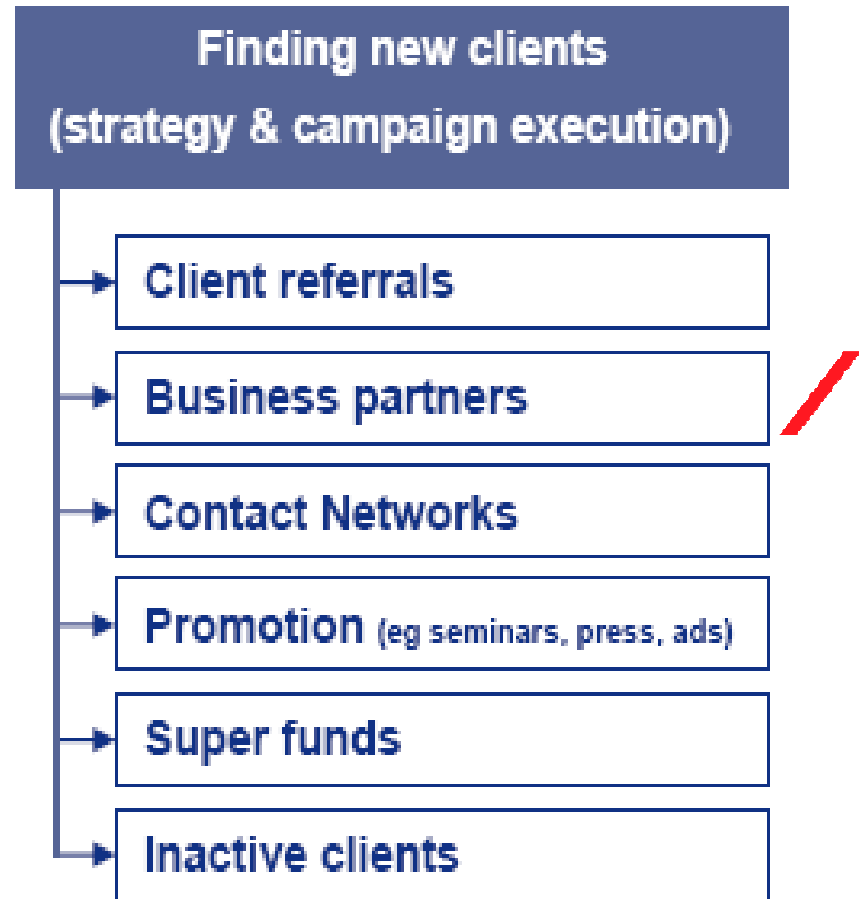 Finding new clients
(strategy & campaign execution)
Client referrals
Business partners
Contact Networks
Promotion (eg seminars, press, ads)
Super funds
Inactive clients